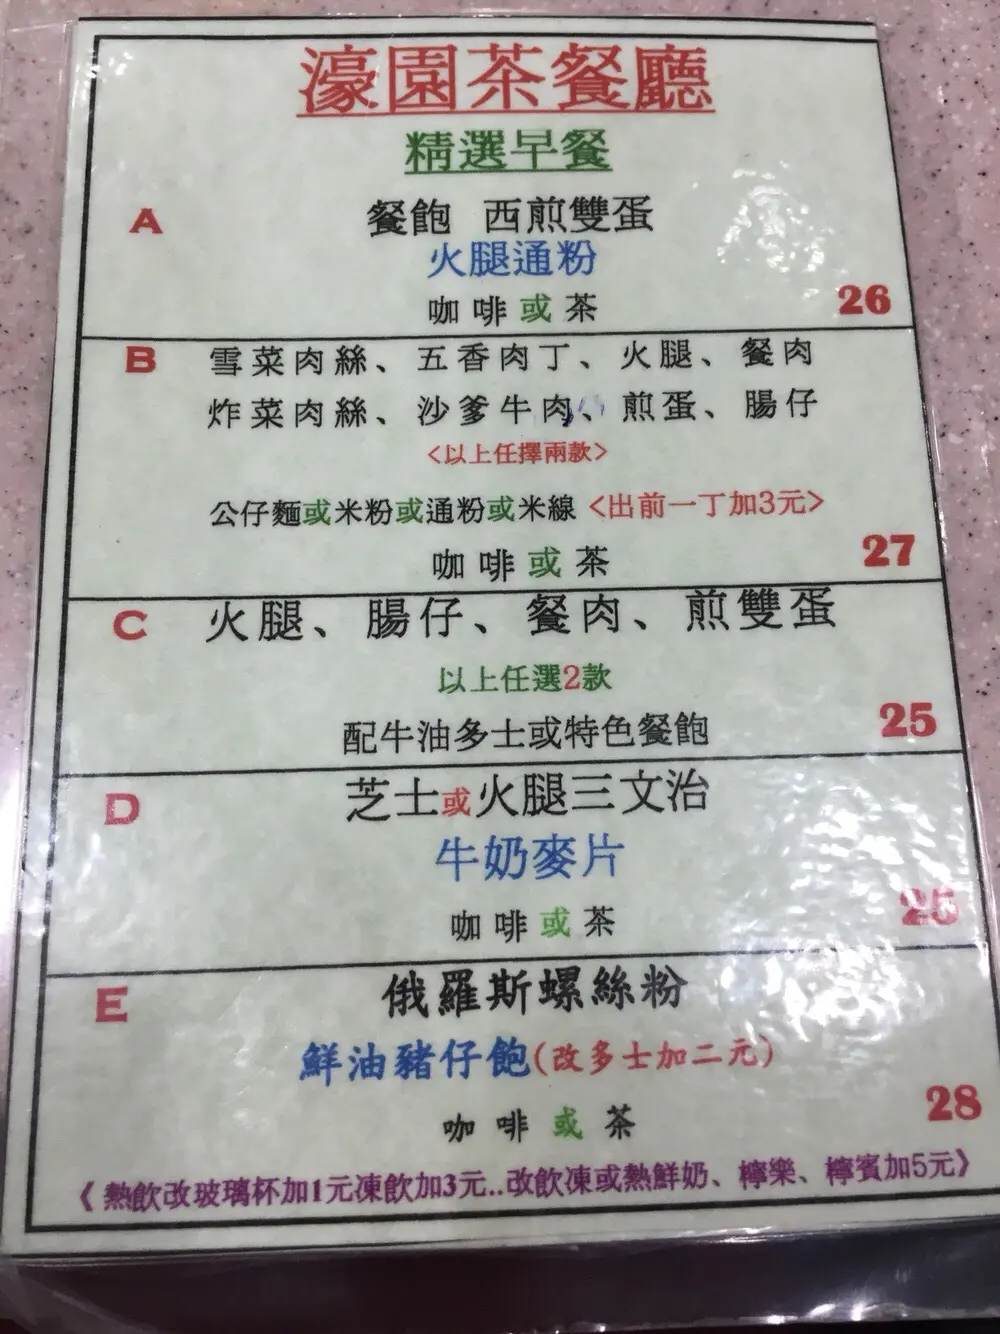 濠園茶餐廳
精選早餐
A
餐飽 西煎雙蛋
火腿通粉
咖啡或茶
26
B
雪菜肉絲、五香肉丁、火腿、餐肉
炸菜肉絲、沙爹牛肉、煎蛋、腸仔
<以上任擇兩款>
公仔麵或米粉或通粉或米線 <出前一丁加3元>
咖啡或茶
27
C
火腿、腸仔、餐肉、煎雙蛋
以上任選2款
配牛油多士或特色餐飽
25
D
芝士或火腿三文治
牛奶麥片
咖啡或茶
25
E
俄羅斯螺絲粉
鮮油豬仔飽(改多士加二元)
咖啡或茶
28
《熱飲改玻璃杯加1元凍飲加3元..改飲凍或熱鮮奶、檸樂、檸賓加5元》